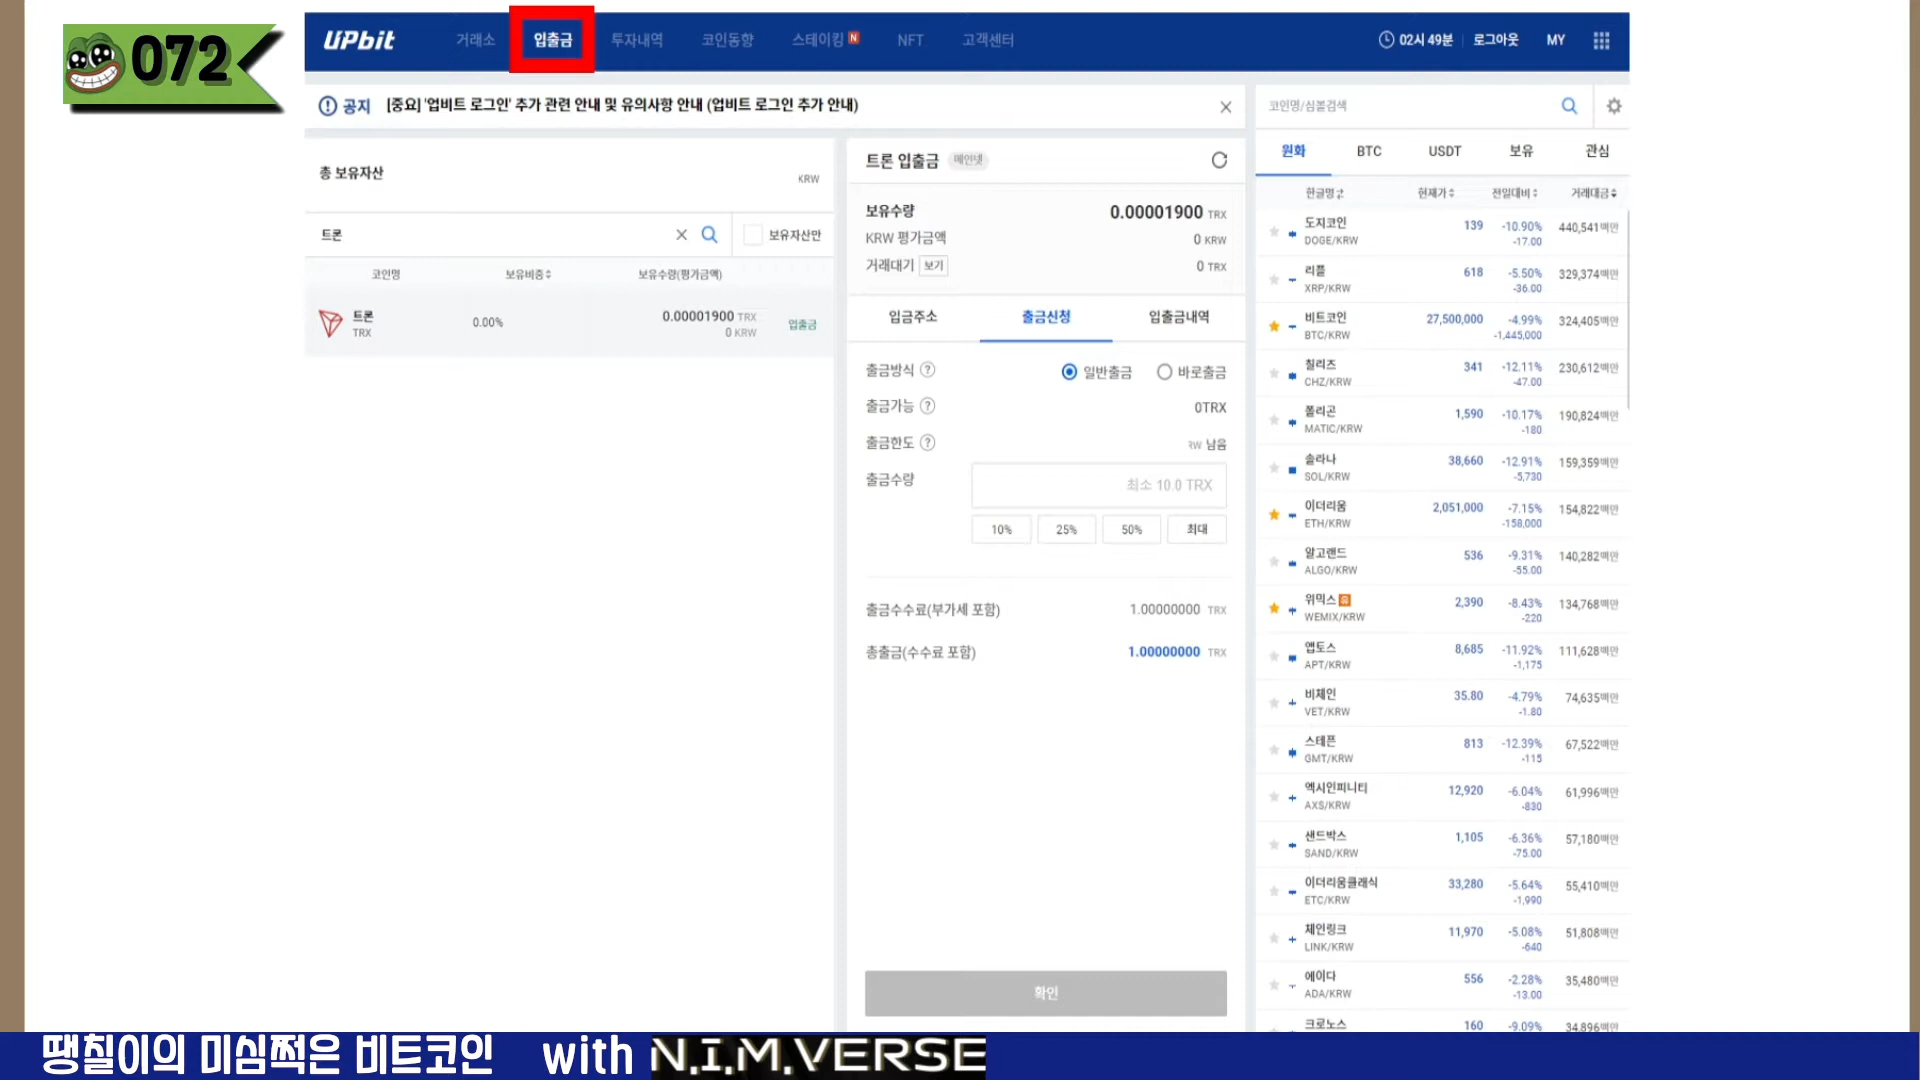 072
UPbit 거래소 입출금 투자내역 코인동향 스테이킹 N NFT 고객센터 02시 49분 로그아웃 MY
공지 [중요] '업비트 로그인' 추가 관련 안내 및 유의사항 안내 (업비트 로그인 추가 안내)
총 보유자산 KRW
트론 보유자산만
코인명 보유비중 보유수량(평가금액)
트론 0.00% 0.00001900 TRX 입출금
TRX 0 KRW
트론 입출금 메인넷
보유수량 0.00001900 TRX
KRW 평가금액 0 KRW
거래대기 보기 0 TRX
입금주소 출금신청 입출금내역
출금방식 ? 일반출금 바로출금
출금가능 ? 0TRX
출금한도 ? RW 남음
출금수량 최소 10.0 TRX
10% 25% 50% 최대
출금수수료(부가세 포함) 1.00000000 TRX
총출금(수수료 포함) 1.00000000 TRX
확인
코인명/심볼검색
원화 BTC USDT 보유 관심
한글명 현재가 전일대비 거래대금
도지코인 139 -10.90% 440,541백만
DOGE/KRW -17.00
리플 618 -5.50% 329,374백만
XRP/KRW -36.00
비트코인 27,500,000 -4.99% 324,405백만
BTC/KRW -1,445,000
칠리즈 341 -12.11% 230,612백만
CHZ/KRW -47.00
폴리곤 1,590 -10.17% 190,824백만
MATIC/KRW -180
솔라나 38,660 -12.91% 159,359백만
SOL/KRW -5,730
이더리움 2,051,000 -7.15% 154,822백만
ETH/KRW -158,000
알고랜드 536 -9.31% 140,282백만
ALGO/KRW -55.00
위믹스 유 2,390 -8.43% 134,768백만
WEMIX/KRW -220
앱토스 8,685 -11.92% 111,628백만
APT/KRW -1,175
비체인 35.80 -4.79% 74,635백만
VET/KRW -1.80
스테픈 813 -12.39% 67,522백만
GMT/KRW -115
엑시인피니티 12,920 -6.04% 61,996백만
AXS/KRW -830
샌드박스 1,105 -6.36% 57,180백만
SAND/KRW -75.00
이더리움클래식 33,280 -5.64% 55,410백만
ETC/KRW -1,990
체인링크 11,970 -5.08% 51,808백만
LINK/KRW -640
에이다 556 -2.28% 35,480백만
ADA/KRW -13.00
크로노스 160 -9.09% 34,896백만
땡칠이의 미심쩍은 비트코인 with N.I.M.VERSE